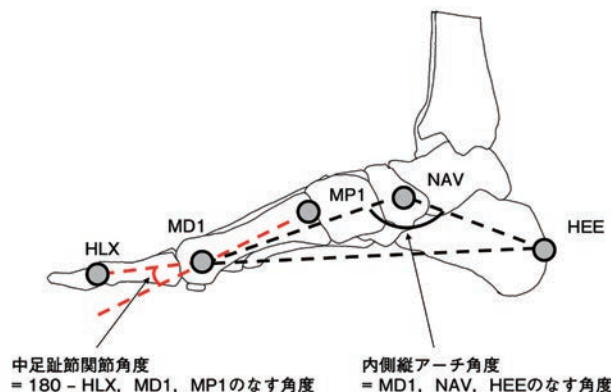 NAV
MP1
MD1
HEE
HLX
中足趾節関節角度
= 180 – HLX, MD1, MP1のなす角度
内側縦アーチ角度
= MD1, NAV, HEEのなす角度